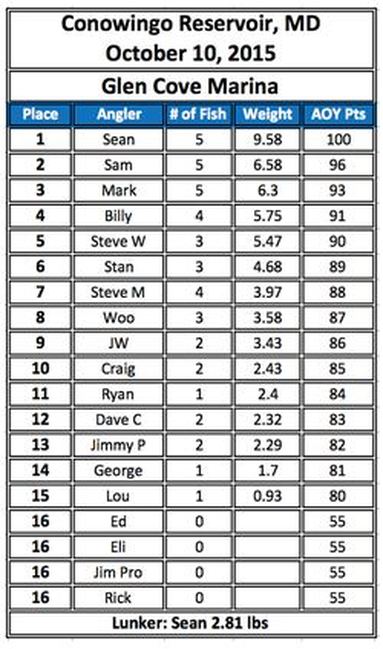 Conowingo Reservoir, MD
October 10, 2015
Glen Cove Marina
Place Angler # of Fish Weight AOY Pts
1 Sean 5 9.58 100
2 Sam 5 6.58 96
3 Mark 5 6.3 93
4 Billy 4 5.75 91
5 Steve W 3 5.47 90
6 Stan 3 4.68 89
7 Steve M 4 3.97 88
8 Woo 3 3.58 87
9 JW 2 3.43 86
10 Craig 2 2.43 85
11 Ryan 1 2.4 84
12 Dave C 2 2.32 83
13 Jimmy P 2 2.29 82
14 George 1 1.7 81
15 Lou 1 0.93 80
16 Ed 0 55
16 Eli 0 55
16 Jim Pro 0 55
16 Rick 0 55
Lunker: Sean 2.81 lbs